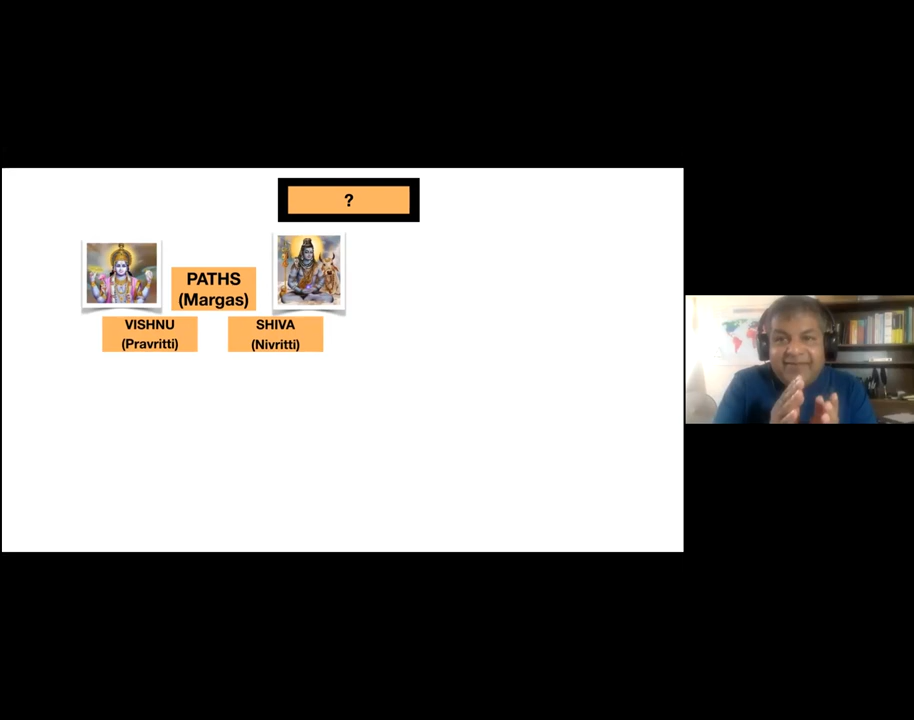 ?
PATHS
(Margas)
VISHNU
(Pravritti)
SHIVA
(Nivritti)